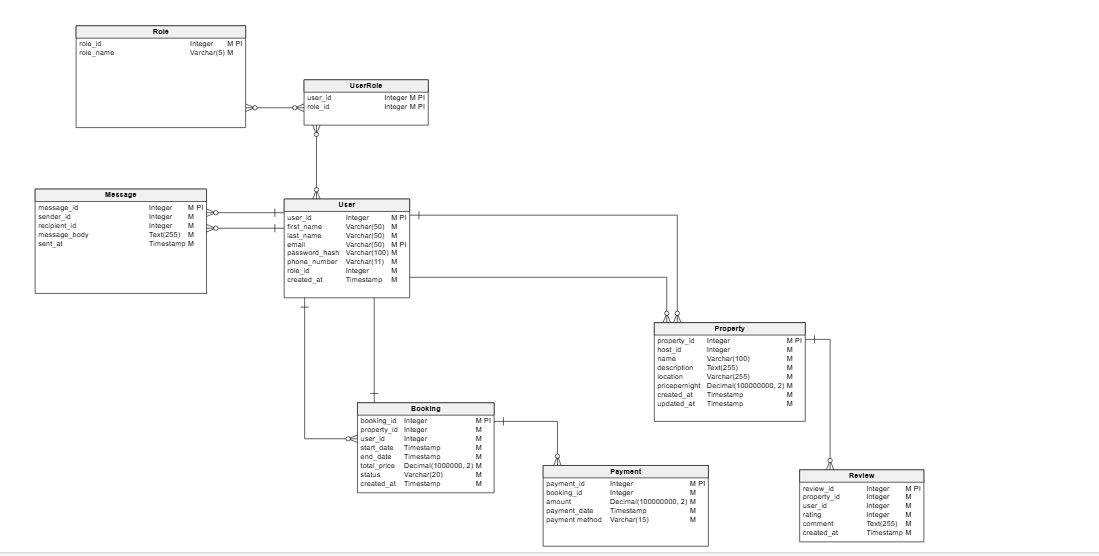 Role
role_id Integer M PI
role_name Varchar(5) M
UserRole
user_id Integer M PI
role_id Integer M PI
Message
message_id Integer M PI
sender_id Integer M
recipient_id Integer M
message_body Text(255) M
sent_at Timestamp M
User
user_id Integer M PI
first_name Varchar(50) M
last_name Varchar(50) M
email Varchar(50) M PI
password_hash Varchar(100) M
phone_number Varchar(11) M
role_id Integer M
created_at Timestamp M
Property
property_id Integer M PI
host_id Integer M
name Varchar(100) M
description Text(255) M
location Varchar(255) M
pricepernight Decimal(100000000, 2) M
created_at Timestamp M
updated_at Timestamp M
Booking
booking_id Integer M PI
property_id Integer M
user_id Integer M
start_date Timestamp M
end_date Timestamp M
total_price Decimal(1000000, 2) M
status Varchar(20) M
created_at Timestamp M
Payment
payment_id Integer M PI
booking_id Integer M
amount Decimal(100000000, 2) M
payment_date Timestamp M
payment method Varchar(15) M
Review
review_id Integer M PI
property_id Integer M
user_id Integer M
rating Integer M
comment Text(255) M
created_at Timestamp M